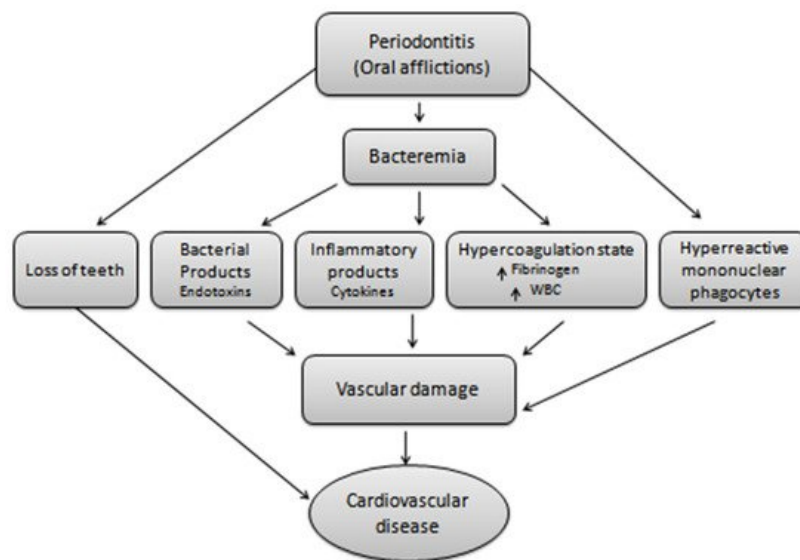 Periodontitis
(Oral afflictions)
Bacteremia
Loss of teeth
Bacterial
Products
Endotoxins
Inflammatory
products
Cytokines
Hypercoagulation state
↑ Fibrinogen
↑ WBC
Hyperreactive
mononuclear
phagocytes
Vascular damage
Cardiovascular
disease